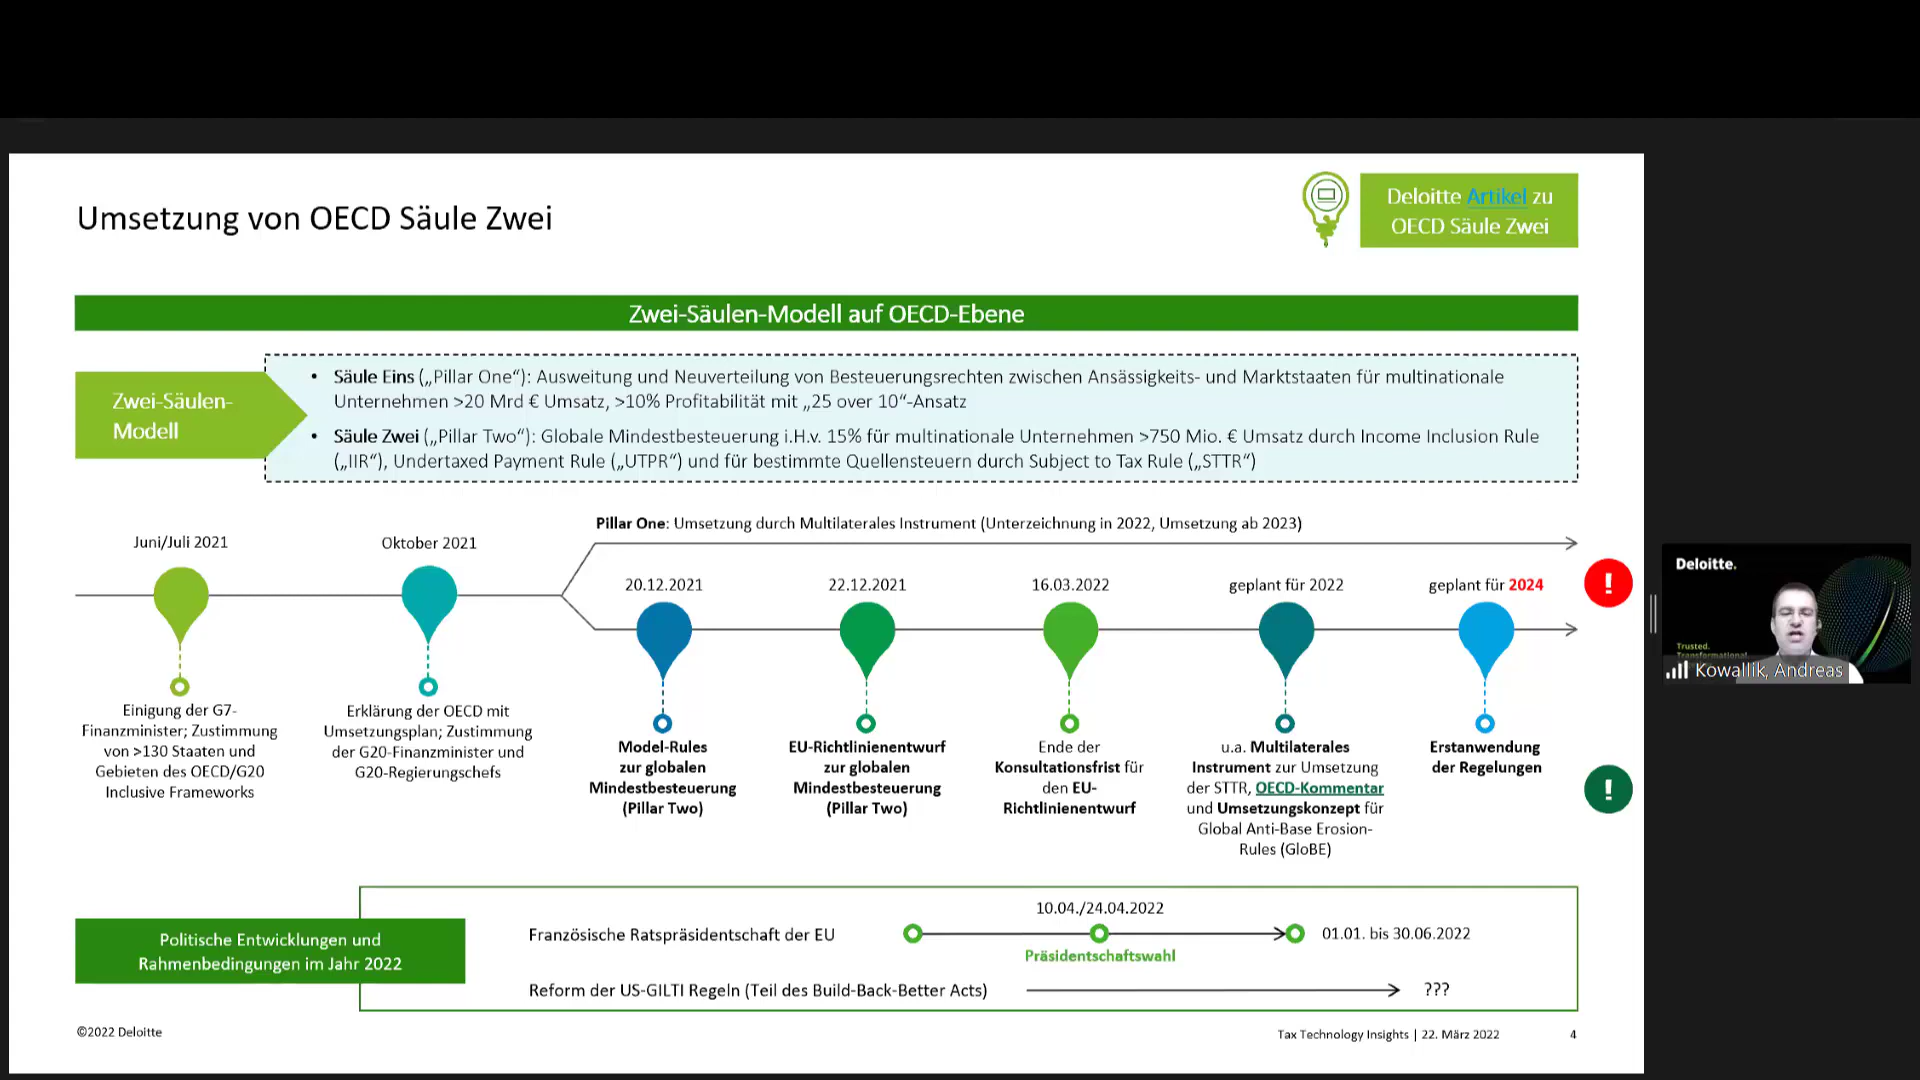 Umsetzung von OECD Säule Zwei
Deloitte Artikel zu
OECD Säule Zwei
Zwei-Säulen-Modell auf OECD-Ebene
Zwei-Säulen-
Modell
• Säule Eins („Pillar One“): Ausweitung und Neuverteilung von Besteuerungsrechten zwischen Ansässigkeits- und Marktstaaten für multinationale
Unternehmen >20 Mrd € Umsatz, >10% Profitabilität mit „25 over 10“-Ansatz
• Säule Zwei („Pillar Two“): Globale Mindestbesteuerung i.H.v. 15% für multinationale Unternehmen >750 Mio. € Umsatz durch Income Inclusion Rule
(„IIR“), Undertaxed Payment Rule („UTPR“) und für bestimmte Quellensteuern durch Subject to Tax Rule („STTR“)
Pillar One: Umsetzung durch Multilaterales Instrument (Unterzeichnung in 2022, Umsetzung ab 2023)
Juni/Juli 2021
Einigung der G7-
Finanzminister; Zustimmung
von >130 Staaten und
Gebieten des OECD/G20
Inclusive Frameworks
Oktober 2021
Erklärung der OECD mit
Umsetzungsplan; Zustimmung
der G20-Finanzminister und
G20-Regierungschefs
20.12.2021
Model-Rules
zur globalen
Mindestbesteuerung
(Pillar Two)
22.12.2021
EU-Richtlinienentwurf
zur globalen
Mindestbesteuerung
(Pillar Two)
16.03.2022
Ende der
Konsultationsfrist für
den EU-
Richtlinienentwurf
geplant für 2022
u.a. Multilaterales
Instrument zur Umsetzung
der STTR, OECD-Kommentar
und Umsetzungskonzept für
Global Anti-Base Erosion-
Rules (GloBE)
geplant für 2024
Erstanwendung
der Regelungen
!
!
Politische Entwicklungen und
Rahmenbedingungen im Jahr 2022
10.04./24.04.2022
Französische Ratspräsidentschaft der EU
01.01. bis 30.06.2022
Präsidentschaftswahl
Reform der US-GILTI Regeln (Teil des Build-Back-Better Acts)
???
©2022 Deloitte
Tax Technology Insights | 22. März 2022
4
Deloitte.
Trusted.
Transformational.
Kowallik, Andreas